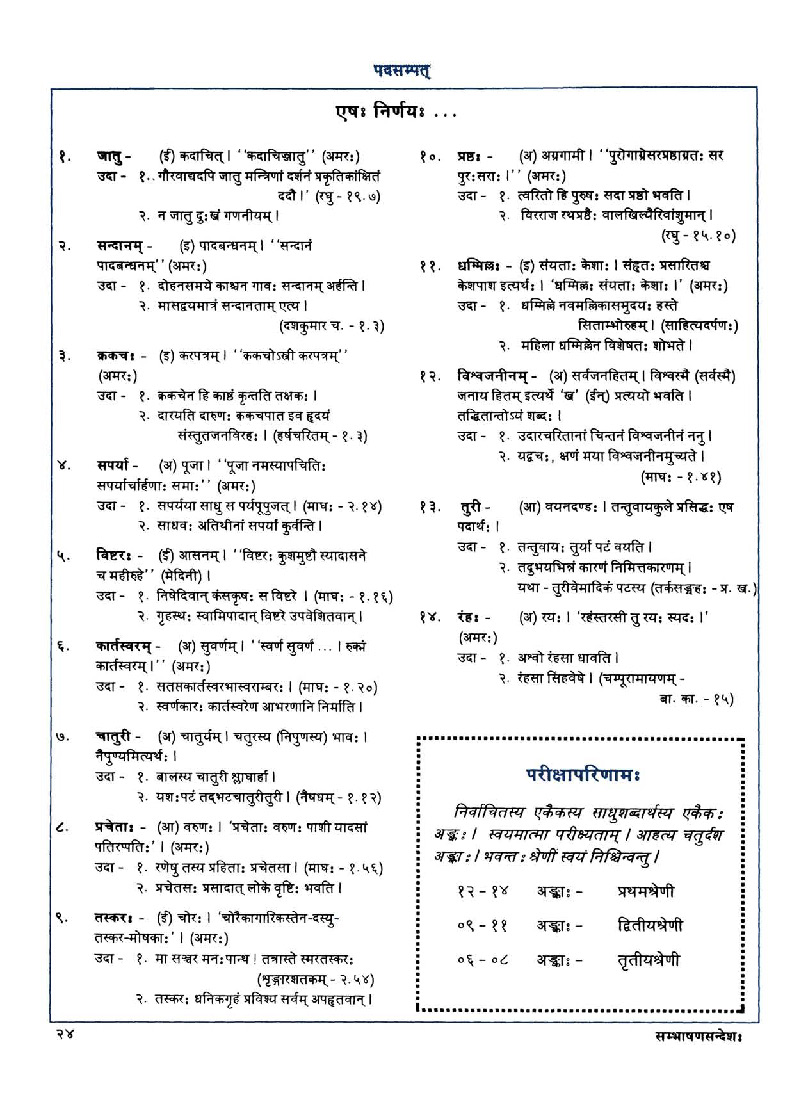 पदसम्पत्
एषः निर्णयः ...
१. जातु - (ई) कदाचित् । ''कदाचिज्जातु'' (अमरः)
उदा - १. गौरवाद्यदपि जातु मन्त्रिणां दर्शनं प्रकृतिकांक्षितं
ददौ ।' (रघु - १९.७)
२. न जातु दुःखं गणनीयम् ।
२. सन्दानम् - (इ) पादबन्धनम् । ''सन्दानं
पादबन्धनम्'' (अमरः)
उदा - १. दोहनसमये काश्चन गावः सन्दानम् अर्हन्ति ।
२. मासद्वयमात्रं सन्दानताम् एत्य ।
(दशकुमार च. - १.३)
३. क्रकचः - (इ) करपत्रम् । ''क्रकचोऽस्त्री करपत्रम्''
(अमरः)
उदा - १. क्रकचेन हि काष्ठं कृन्तति तक्षकः ।
२. दारयति दारुणः क्रकचपात इव हृदयं
संस्तुतजनविरहः । (हर्षचरितम् - १.३)
४. सपर्या - (अ) पूजा । ''पूजा नमस्यापचितिः
सपर्यार्चार्हणाः समाः'' (अमरः)
उदा - १. सपर्यया साधु स पर्यपूपुजत् । (माघः - २.१४)
२. साधवः अतिथीनां सपर्यां कुर्वन्ति ।
५. विष्टरः - (ई) आसनम् । ''विष्टरः कुशमुष्टौ स्यादासने
च महीरुहे'' (मेदिनी) ।
उदा - १. निषेदिवान् कंसकृषः स विष्टरे । (माघः - १.१६)
२. गृहस्थः स्वामिपादान् विष्टरे उपवेशितवान् ।
६. कार्तस्वरम् - (अ) सुवर्णम् । ''स्वर्णं सुवर्णं ... । रुक्मं
कार्तस्वरम् ।'' (अमरः)
उदा - १. सतप्तकार्तस्वरभास्वराम्बरः । (माघः - १.२०)
२. स्वर्णकारः कार्तस्वरेण आभरणानि निर्माति ।
७. चातुरी - (अ) चातुर्यम् । चतुरस्य (निपुणस्य) भावः ।
नैपुण्यमित्यर्थः ।
उदा - १. बालस्य चातुरी श्लाघार्हा ।
२. यशःपटं तद्भटचातुरीतुरी । (नैषधम् - १.१२)
८. प्रचेताः - (आ) वरुणः । 'प्रचेताः वरुणः पाशी यादसां
पतिरप्पतिः' । (अमरः)
उदा - १. रणेषु तस्य प्रहिताः प्रचेतसा । (माघः - १.५६)
२. प्रचेतसः प्रसादात् लोके वृष्टिः भवति ।
९. तस्करः - (ई) चोरः । 'चोरैकागारिकस्तेन-दस्यु-
तस्कर-मोषकाः' । (अमरः)
उदा - १. मा सञ्चर मनःपान्थ ! तत्रास्ते स्मरतस्करः
(शृङ्गारशतकम् - २.५४)
२. तस्करः धनिकगृहं प्रविश्य सर्वम् अपहृतवान् ।
१०. प्रष्ठः - (अ) अग्रगामी । ''पुरोगाग्रेसरप्रष्ठाग्रतः सर
पुरःसराः ।'' (अमरः)
उदा - १. त्वरितो हि पुरुषः सदा प्रष्ठो भवति ।
२. विरराज रथप्रष्ठैः वालखिल्यैरिवांशुमान् ।
(रघु - १५.१०)
११. धम्मिल्लः - (इ) संयताः केशाः । संहृतः प्रसारितश्च
केशपाश इत्यर्थः । 'धम्मिल्लः संयताः केशाः ।' (अमरः)
उदा - १. धम्मिल्ले नवमल्लिकासमुदयः हस्ते
सिताम्भोरुहम् । (साहित्यदर्पणः)
२. महिला धम्मिल्लेन विशेषतः शोभते ।
१२. विश्वजनीनम् - (अ) सर्वजनहितम् । विश्वस्मै (सर्वस्मै)
जनाय हितम् इत्यर्थे 'ख' (ईन्) प्रत्ययो भवति ।
तद्धितान्तोऽयं शब्दः ।
उदा - १. उदारचरितानां चिन्तनं विश्वजनीनं ननु ।
२. यद्वचः, क्षणं मया विश्वजनीनमुच्यते ।
(माघः - १.४१)
१३. तुरी - (आ) वयनदण्डः । तन्तुवायकुले प्रसिद्धः एष
पदार्थः ।
उदा - १. तन्तुवायः तुर्या पटं वयति ।
२. तदुभयभिन्नं कारणं निमित्तकारणम् ।
यथा - तुरीवेमादिकं पटस्य (तर्कसङ्ग्रहः - प्र. ख.)
१४. रंहः - (अ) रयः । 'रंहस्तरसी तु रयः स्यदः ।'
(अमरः)
उदा - १. अश्वो रंहसा धावति ।
२. रंहसा सिंहवेषे । (चम्पूरामायणम् -
बा. का. - १५)
परीक्षापरिणामः
निर्वाचितस्य एकैकस्य साधुशब्दार्थस्य एकैकः
अङ्कः । स्वयमात्मा परीक्ष्यताम् । आहत्य चतुर्दश
अङ्काः । भवन्तः श्रेणीं स्वयं निश्चिन्वन्तु ।
१२ - १४ अङ्काः - प्रथमश्रेणी
०९ - ११ अङ्काः - द्वितीयश्रेणी
०६ - ०८ अङ्काः - तृतीयश्रेणी
२४
सम्भाषणसन्देशः